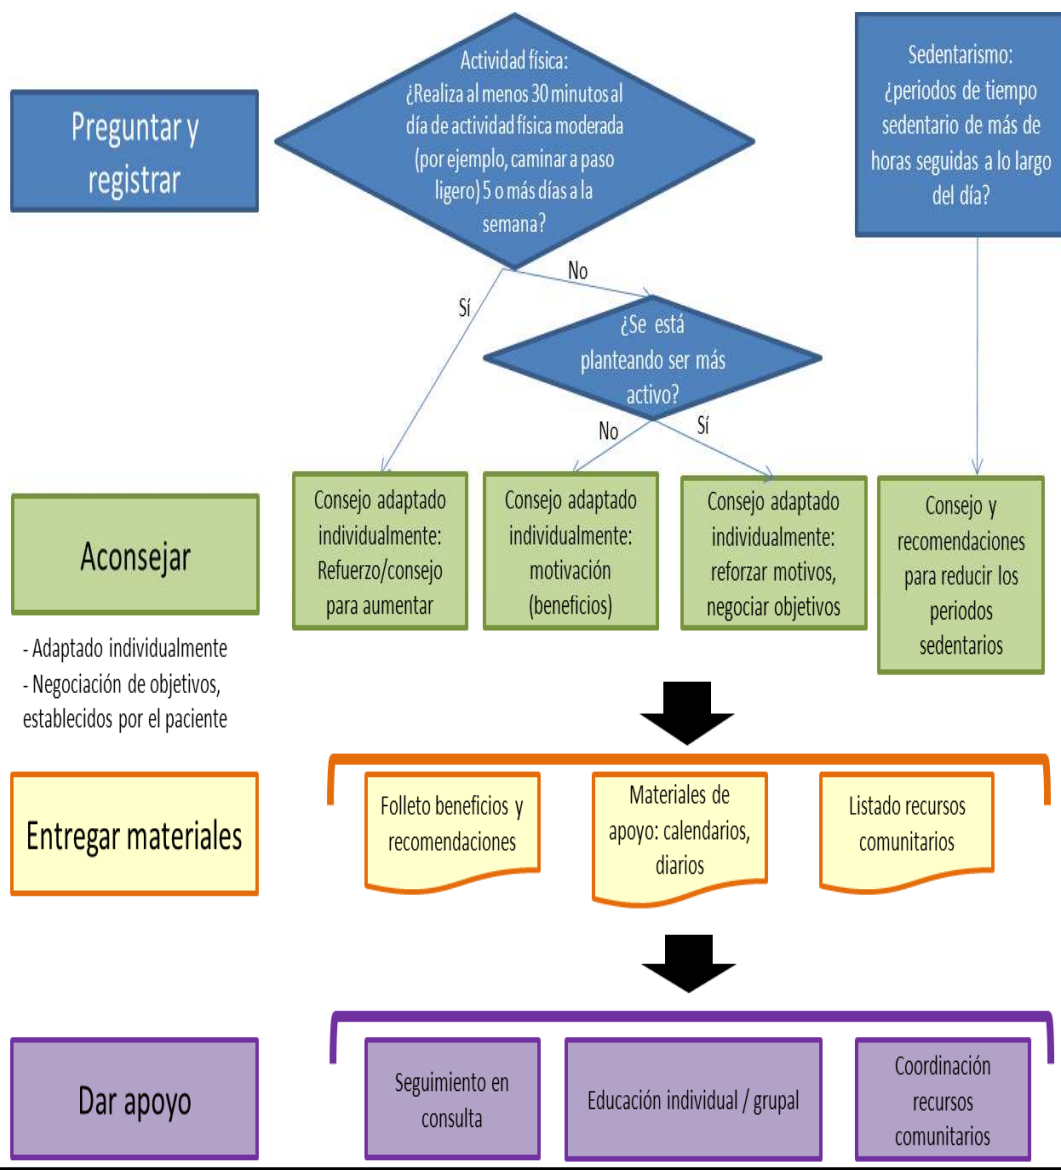 Preguntar y
registrar
Actividad física:
¿Realiza al menos 30 minutos al
día de actividad física moderada
(por ejemplo, caminar a paso
ligero) 5 o más días a la
semana?
Sedentarismo:
¿periodos de tiempo
sedentario de más de
horas seguidas a lo largo
del día?
No
Sí
¿Se está
planteando ser más
activo?
No
Sí
Aconsejar
- Adaptado individualmente
- Negociación de objetivos,
establecidos por el paciente
Consejo adaptado
individualmente:
Refuerzo/consejo
para aumentar
Consejo adaptado
individualmente:
motivación
(beneficios)
Consejo adaptado
individualmente:
reforzar motivos,
negociar objetivos
Consejo y
recomendaciones
para reducir los
periodos
sedentarios
Entregar materiales
Folleto beneficios y
recomendaciones
Materiales de
apoyo: calendarios,
diarios
Listado recursos
comunitarios
Dar apoyo
Seguimiento en
consulta
Educación individual / grupal
Coordinación
recursos
comunitarios